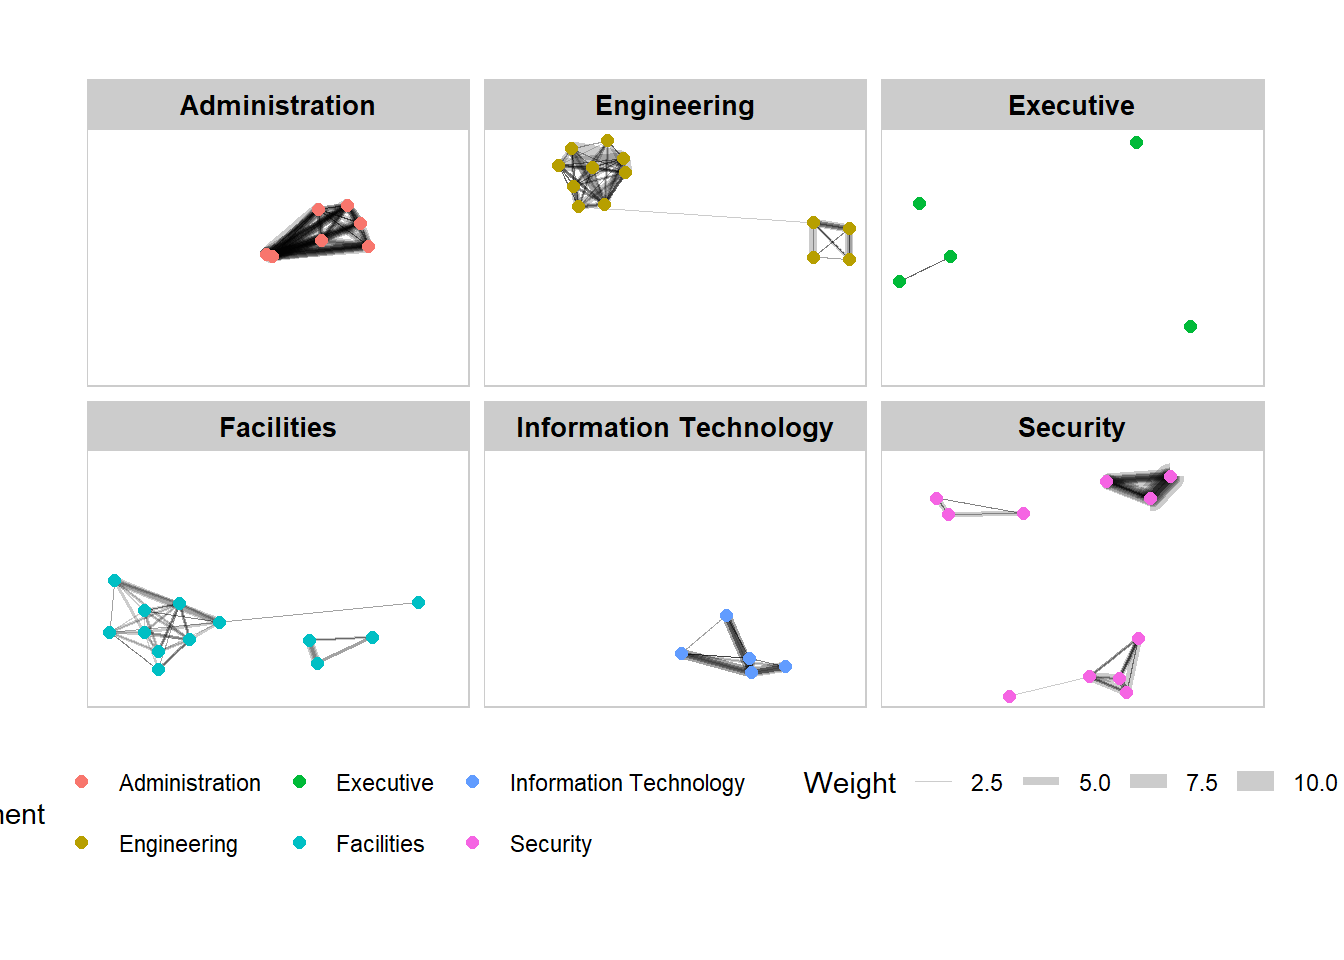 Administration
Engineering
Executive
Facilities
Information Technology
Security
Administration Executive Information Technology
Engineering Facilities Security
Weight 2.5 5.0 7.5 10.0